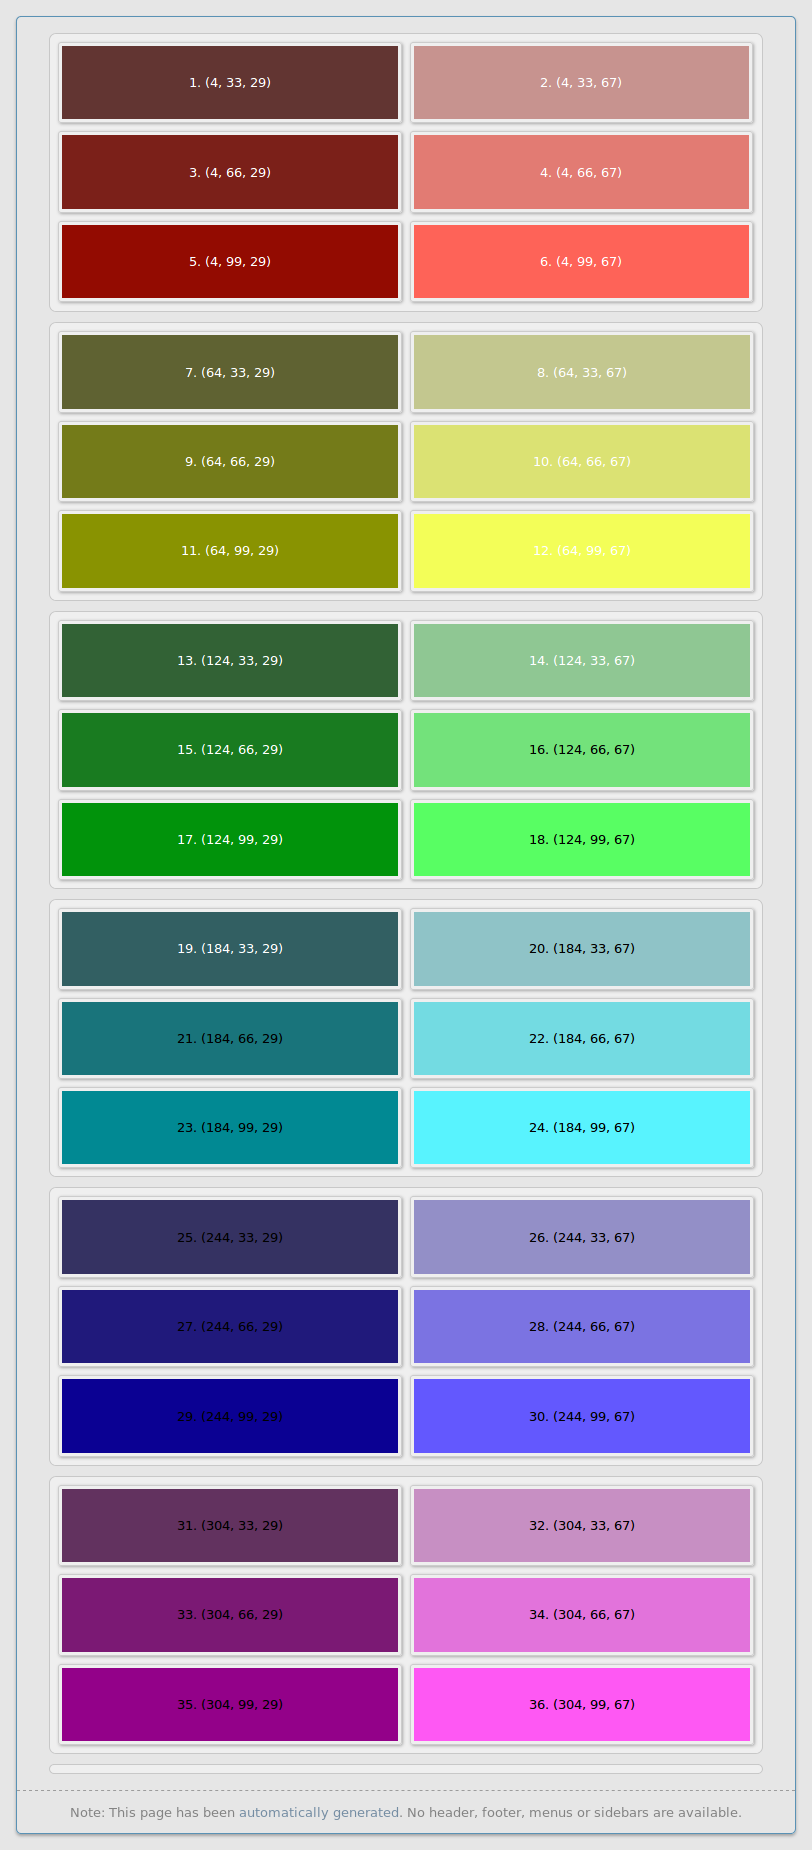 1. (4, 33, 29)
2. (4, 33, 67)
3. (4, 66, 29)
4. (4, 66, 67)
5. (4, 99, 29)
6. (4, 99, 67)
7. (64, 33, 29)
8. (64, 33, 67)
9. (64, 66, 29)
10. (64, 66, 67)
11. (64, 99, 29)
12. (64, 99, 67)
13. (124, 33, 29)
14. (124, 33, 67)
15. (124, 66, 29)
16. (124, 66, 67)
17. (124, 99, 29)
18. (124, 99, 67)
19. (184, 33, 29)
20. (184, 33, 67)
21. (184, 66, 29)
22. (184, 66, 67)
23. (184, 99, 29)
24. (184, 99, 67)
25. (244, 33, 29)
26. (244, 33, 67)
27. (244, 66, 29)
28. (244, 66, 67)
29. (244, 99, 29)
30. (244, 99, 67)
31. (304, 33, 29)
32. (304, 33, 67)
33. (304, 66, 29)
34. (304, 66, 67)
35. (304, 99, 29)
36. (304, 99, 67)
Note: This page has been automatically generated. No header, footer, menus or sidebars are available.